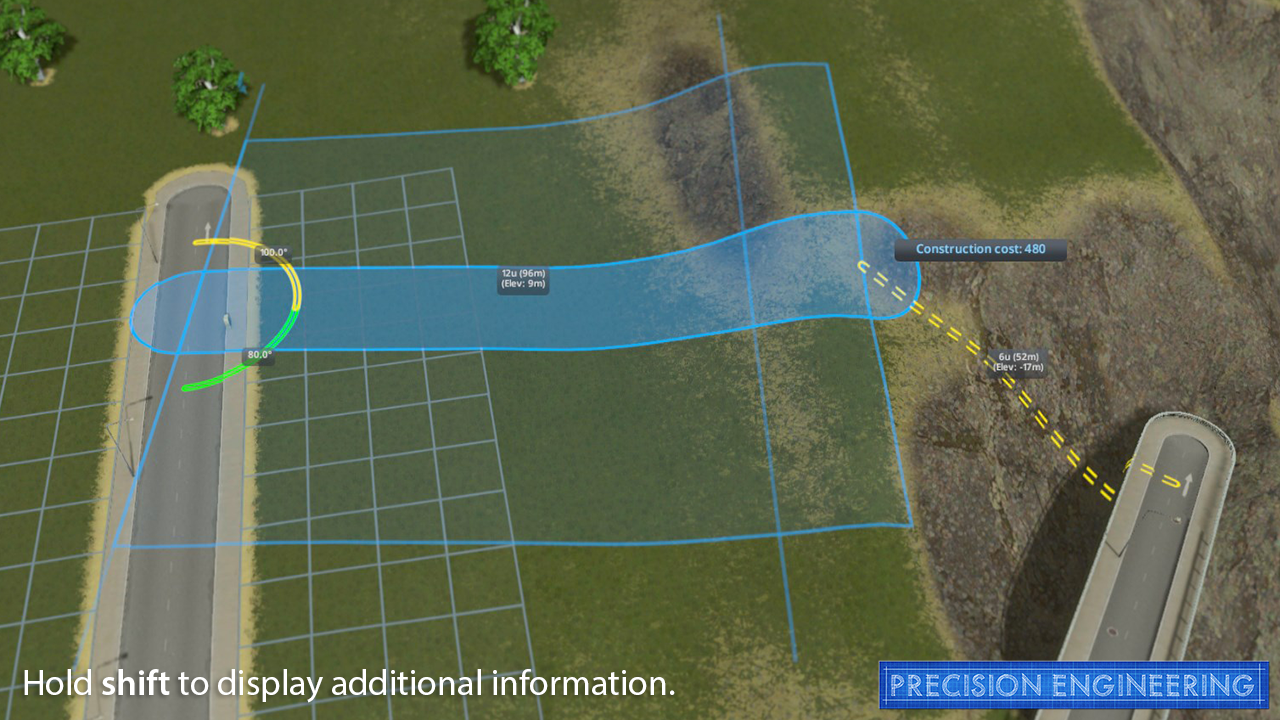 100.0°
Construction cost: 480
12u (96m)
(Elev: 9m)
80.0°
6u (52m)
(Elev: -17m)
Hold shift to display additional information.
PRECISION ENGINEERING